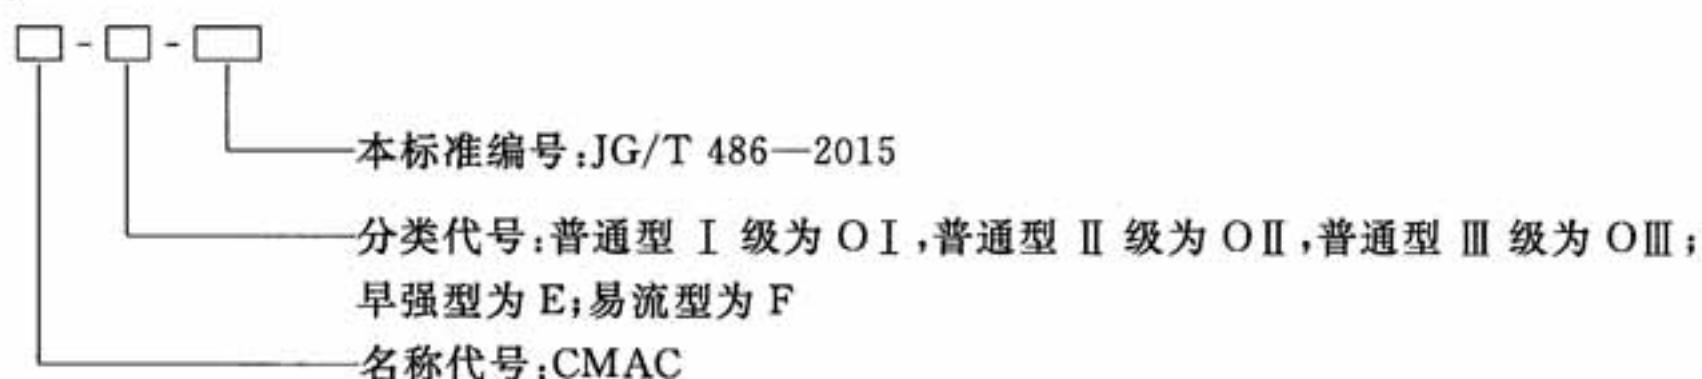 本标准编号:JG/T 486—2015
分类代号:普通型 Ⅰ 级为 OⅠ,普通型 Ⅱ 级为 OⅡ,普通型 Ⅲ 级为 OⅢ;
早强型为 E;易流型为 F
名称代号:CMAC